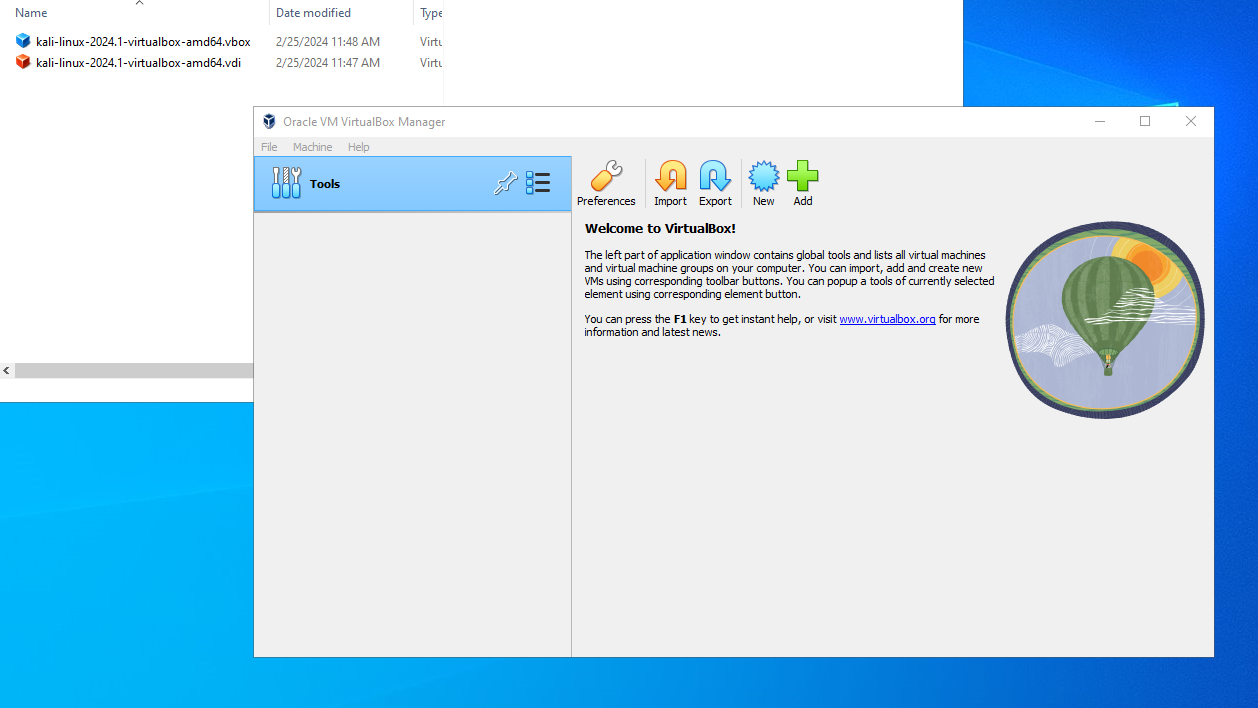 Name Date modified Type
kali-linux-2024.1-virtualbox-amd64.vbox 2/25/2024 11:48 AM Virtu
kali-linux-2024.1-virtualbox-amd64.vdi 2/25/2024 11:47 AM Virtu
Oracle VM VirtualBox Manager
File Machine Help
Tools
Preferences Import Export New Add
Welcome to VirtualBox!
The left part of application window contains global tools and lists all virtual machines
and virtual machine groups on your computer. You can import, add and create new
VMs using corresponding toolbar buttons. You can popup a tools of currently selected
element using corresponding element button.
You can press the F1 key to get instant help, or visit www.virtualbox.org for more
information and latest news.